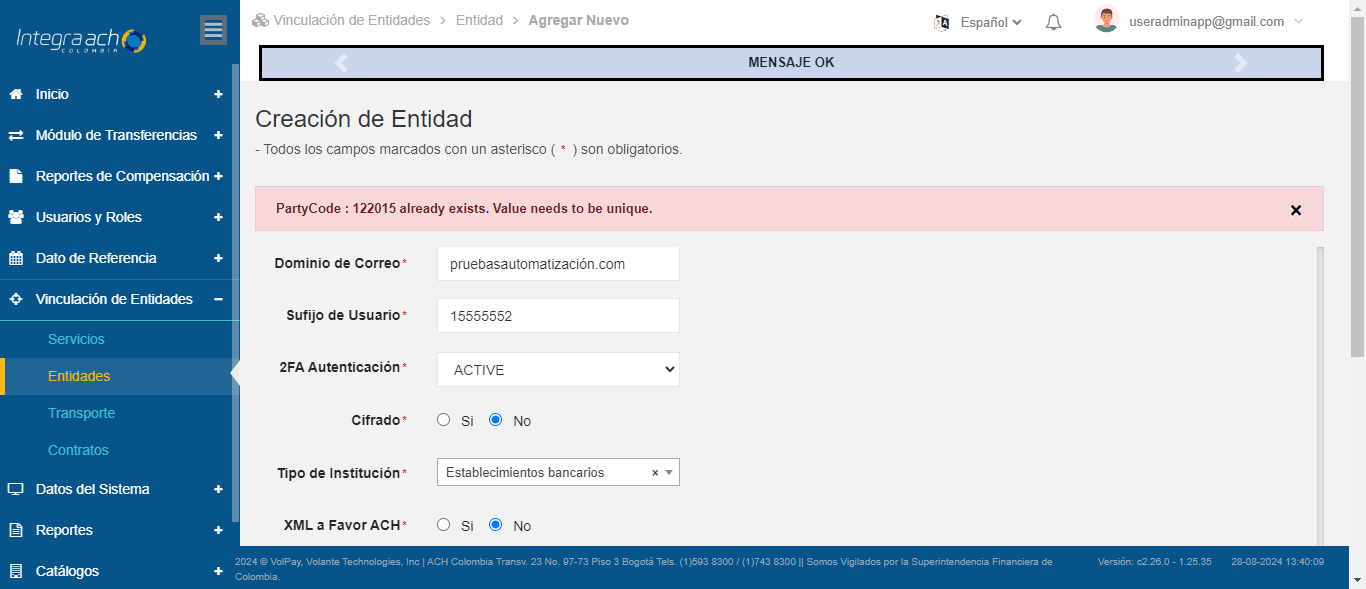 Integra ach
COLOMBIA
Inicio +
Módulo de Transferencias +
Reportes de Compensación +
Usuarios y Roles +
Dato de Referencia +
Vinculación de Entidades −
Servicios
Entidades
Transporte
Contratos
Datos del Sistema +
Reportes +
Catálogos +
Vinculación de Entidades > Entidad > Agregar Nuevo
Español
useradminapp@gmail.com
MENSAJE OK
Creación de Entidad
- Todos los campos marcados con un asterisco ( * ) son obligatorios.
PartyCode : 122015 already exists. Value needs to be unique. ×
Dominio de Correo* pruebasautomatización.com
Sufijo de Usuario* 15555552
2FA Autenticación* ACTIVE
Cifrado* Si No
Tipo de Institución* Establecimientos bancarios ×
XML a Favor ACH* Si No
2024 © VolPay, Volante Technologies, Inc | ACH Colombia Transv. 23 No. 97-73 Piso 3 Bogotá Tels. (1)593 8300 / (1)743 8300 || Somos Vigilados por la Superintendencia Financiera de
Colombia.
Versión: c2.26.0 - 1.25.35 28-08-2024 13:40:09